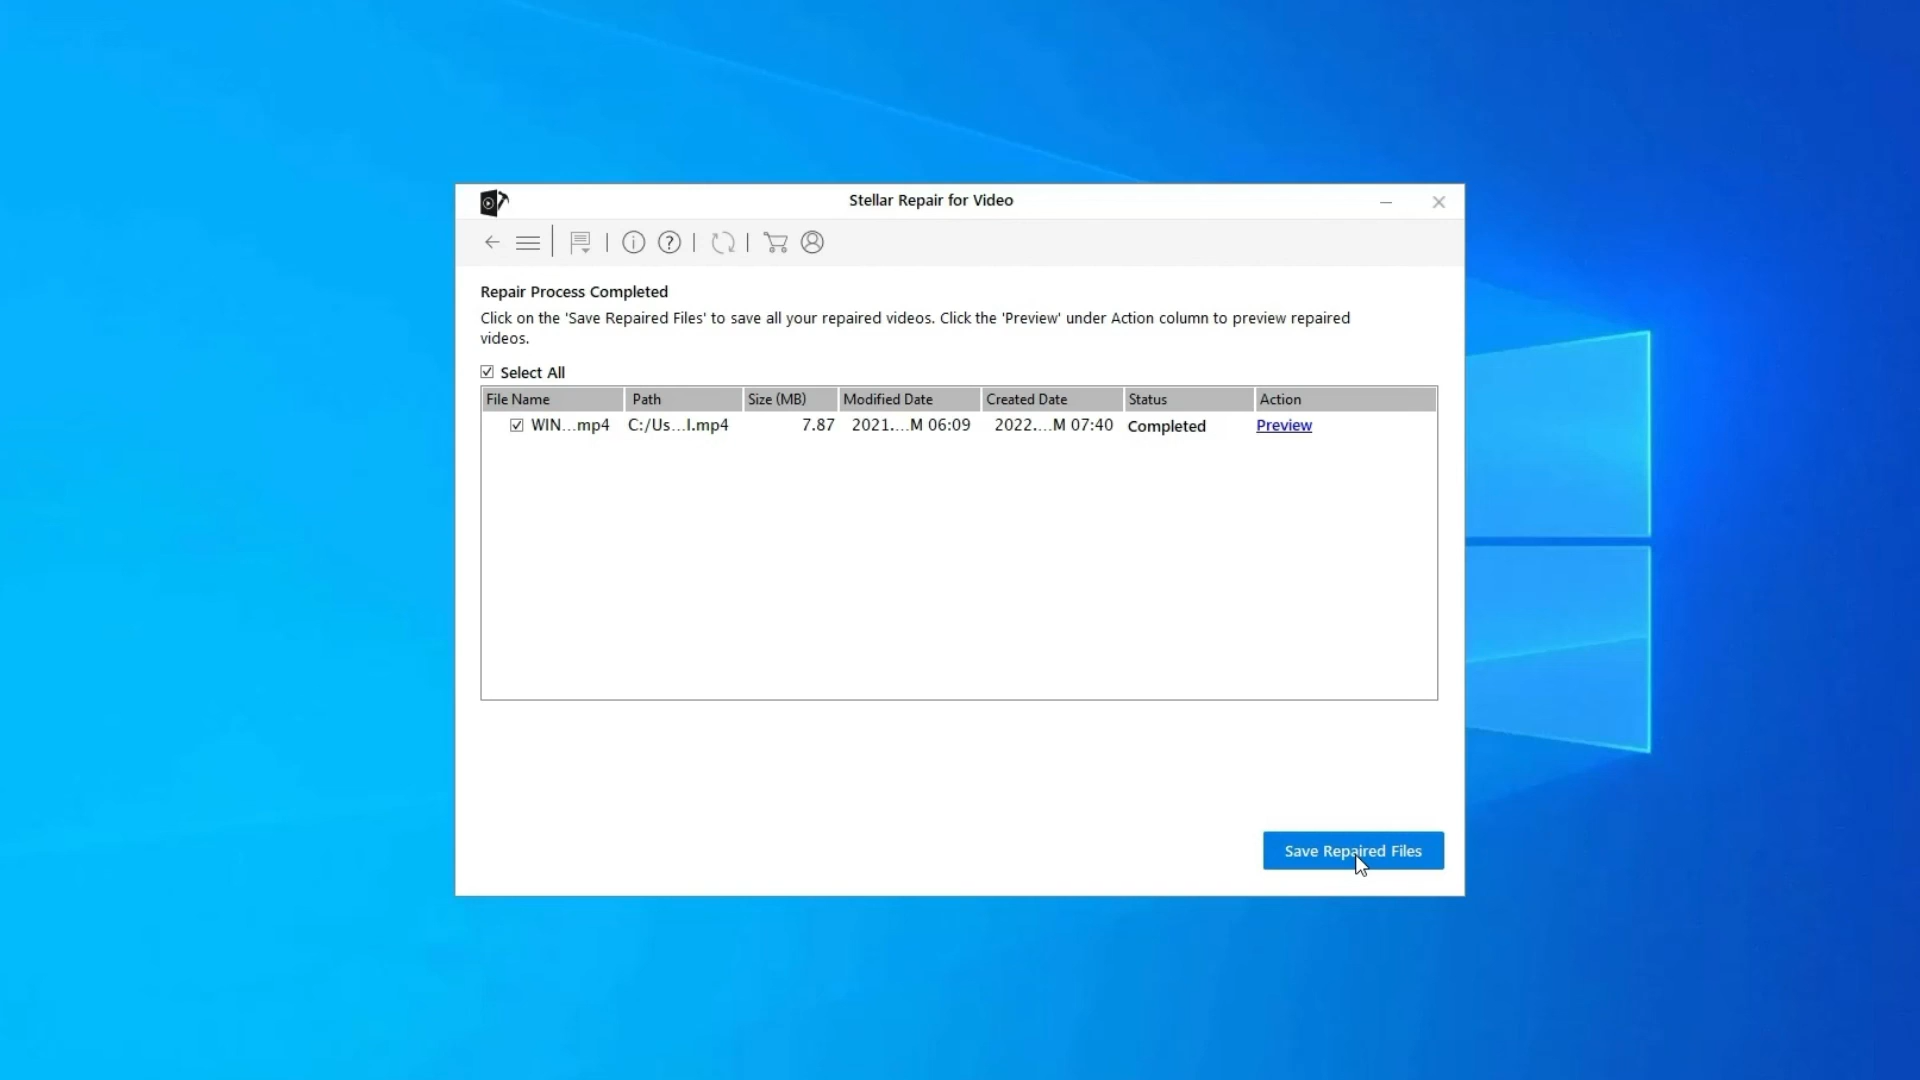 Stellar Repair for Video
Repair Process Completed
Click on the 'Save Repaired Files' to save all your repaired videos. Click the 'Preview' under Action column to preview repaired
videos.
Select All
File Name Path Size (MB) Modified Date Created Date Status Action
WIN...mp4 C:/Us...I.mp4 7.87 2021....M 06:09 2022....M 07:40 Completed Preview
Save Repaired Files